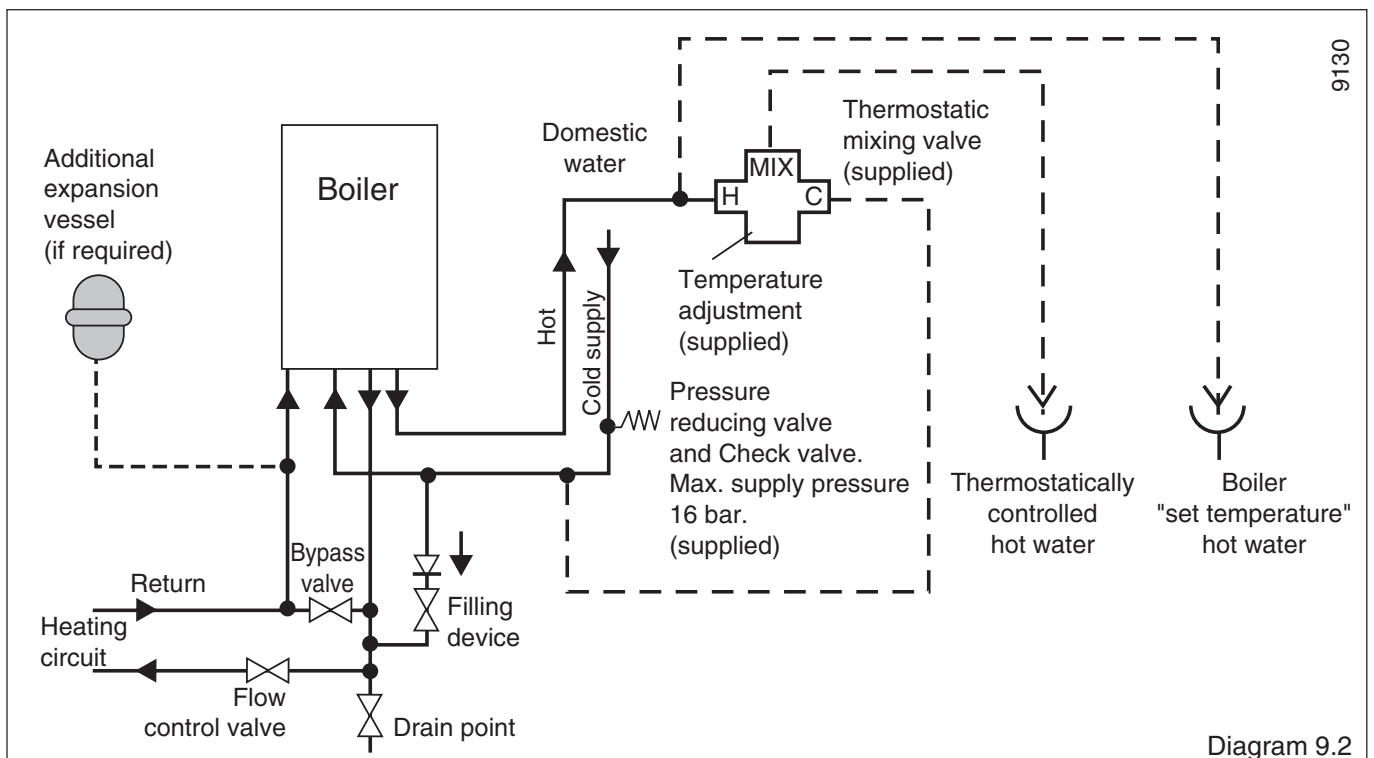 9130
Additional
expansion
vessel
(if required)
Boiler
Domestic
water
Thermostatic
mixing valve
(supplied)
MIX
H
C
Temperature
adjustment
(supplied)
Hot
Cold supply
Pressure
reducing valve
and Check valve.
Max. supply pressure
16 bar.
(supplied)
Thermostatically
controlled
hot water
Boiler
"set temperature"
hot water
Return
Bypass
valve
Heating
circuit
Filling
device
Flow
control valve
Drain point
Diagram 9.2